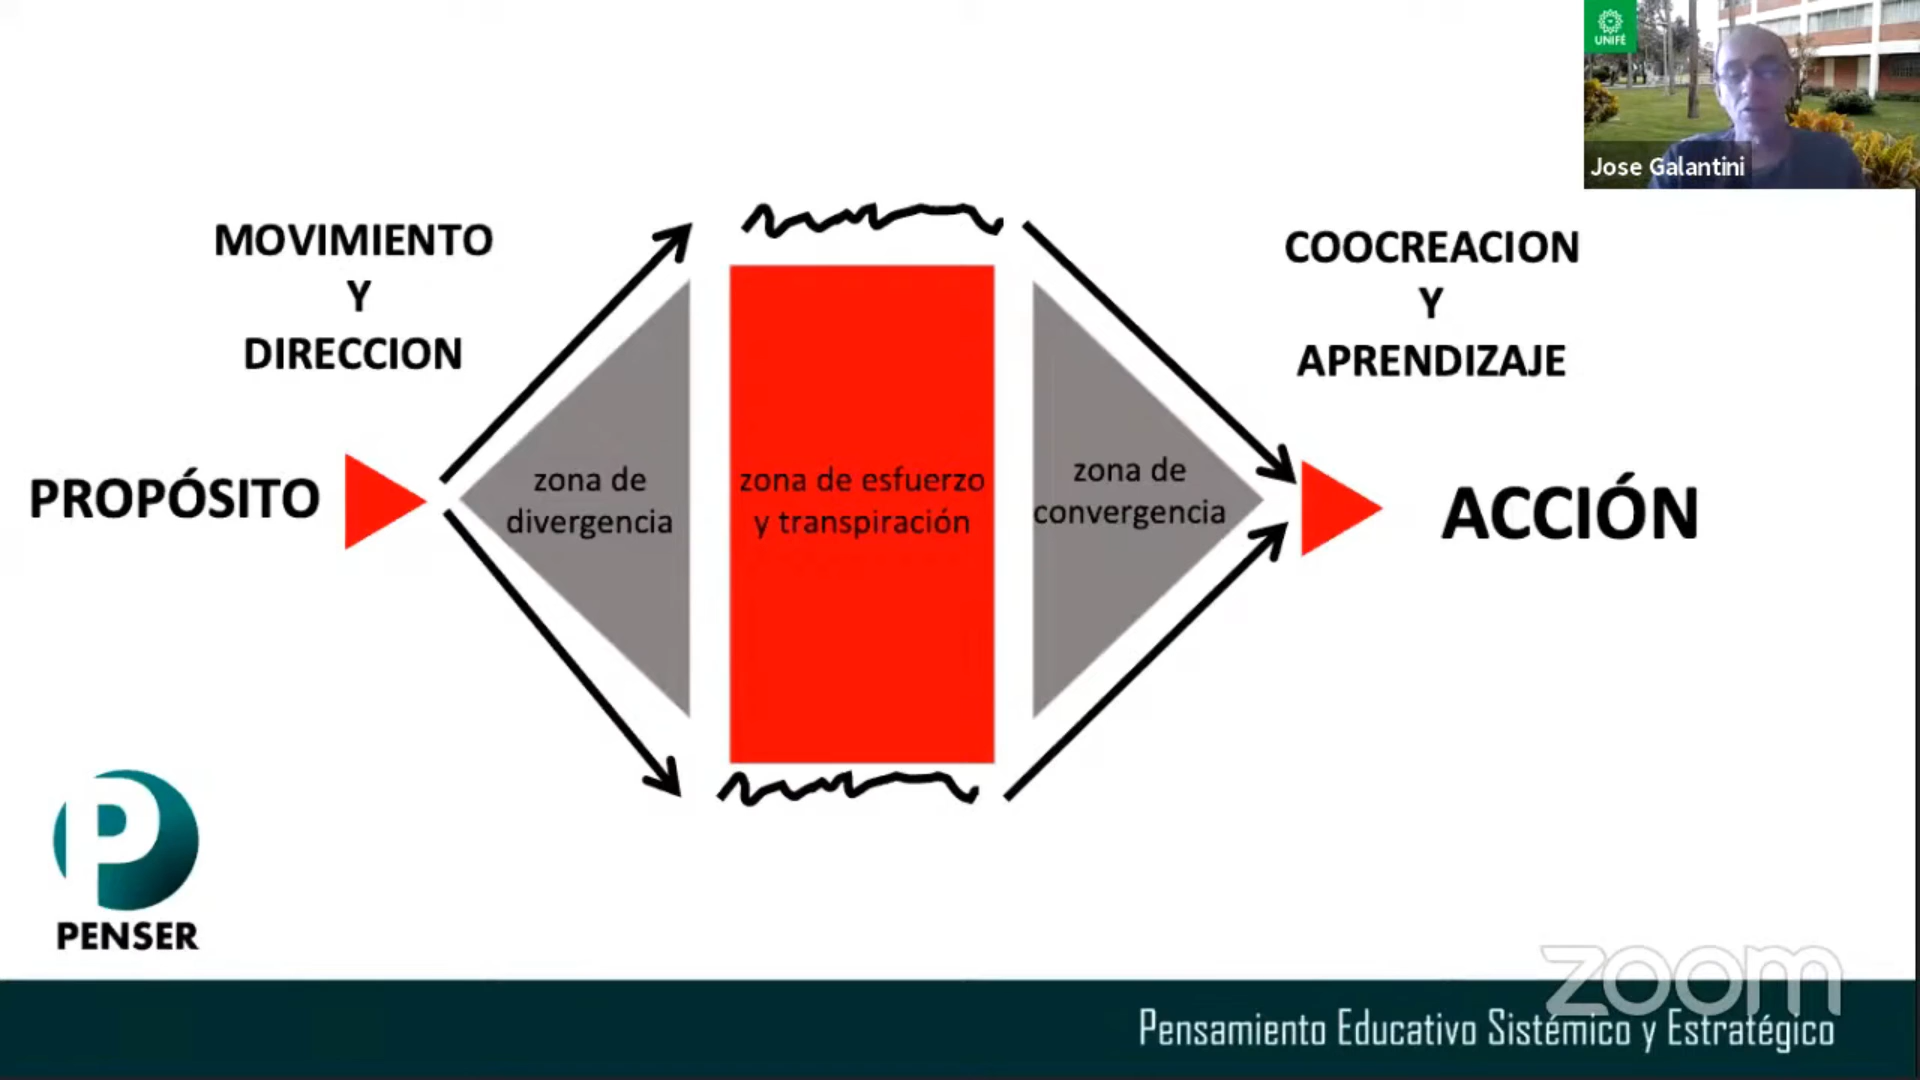 UNIFÉ
Jose Galantini
MOVIMIENTO
Y
DIRECCION
COOCREACION
Y
APRENDIZAJE
PROPÓSITO
zona de
divergencia
zona de esfuerzo
y transpiración
zona de
convergencia
ACCIÓN
P
PENSER
zoom
Pensamiento Educativo Sistémico y Estratégico